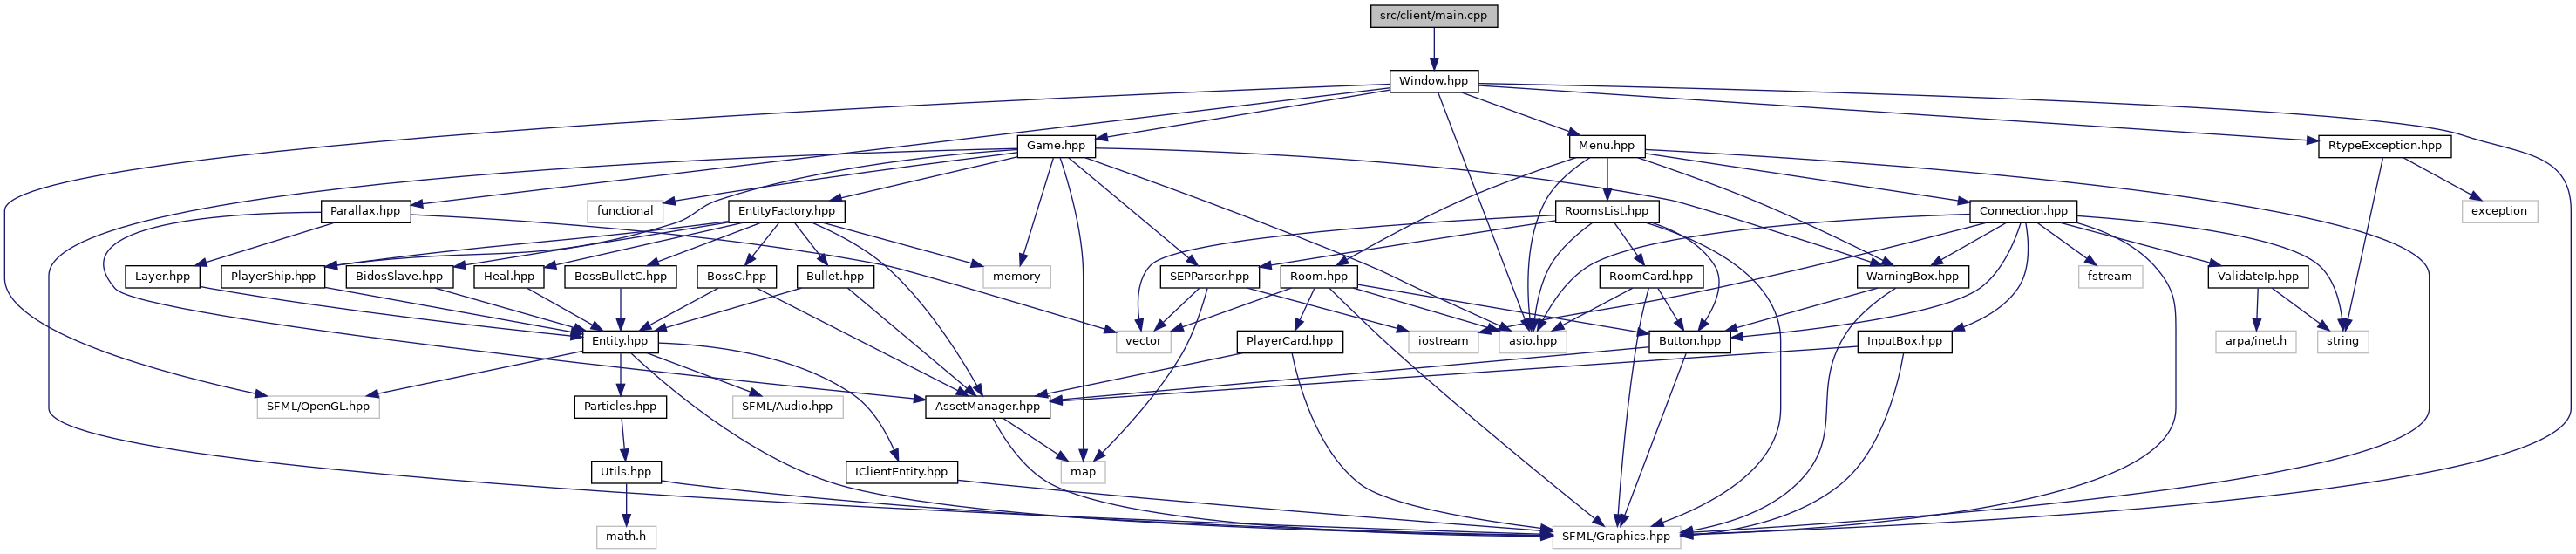 src/client/main.cpp
Window.hpp
Game.hpp
Menu.hpp
RtypeException.hpp
Parallax.hpp
functional
EntityFactory.hpp
RoomsList.hpp
Connection.hpp
exception
Layer.hpp
PlayerShip.hpp
BidosSlave.hpp
Heal.hpp
BossBulletC.hpp
BossC.hpp
Bullet.hpp
memory
SEPParsor.hpp
Room.hpp
RoomCard.hpp
WarningBox.hpp
fstream
ValidateIp.hpp
Entity.hpp
vector
PlayerCard.hpp
iostream
asio.hpp
Button.hpp
InputBox.hpp
arpa/inet.h
string
SFML/OpenGL.hpp
Particles.hpp
SFML/Audio.hpp
AssetManager.hpp
Utils.hpp
IClientEntity.hpp
map
math.h
SFML/Graphics.hpp